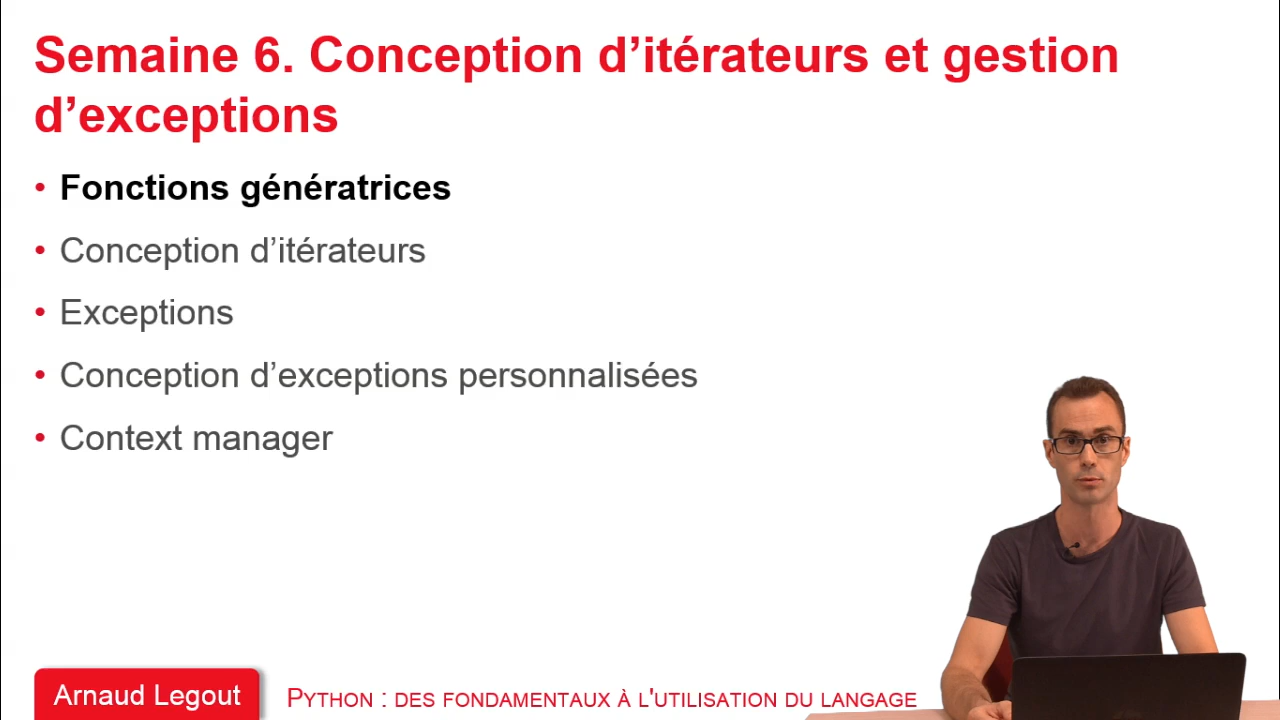 Semaine 6. Conception d’itérateurs et gestion
d’exceptions
• Fonctions génératrices
• Conception d’itérateurs
• Exceptions
• Conception d’exceptions personnalisées
• Context manager
Arnaud Legout
PYTHON : DES FONDAMENTAUX À L'UTILISATION DU LANGAGE